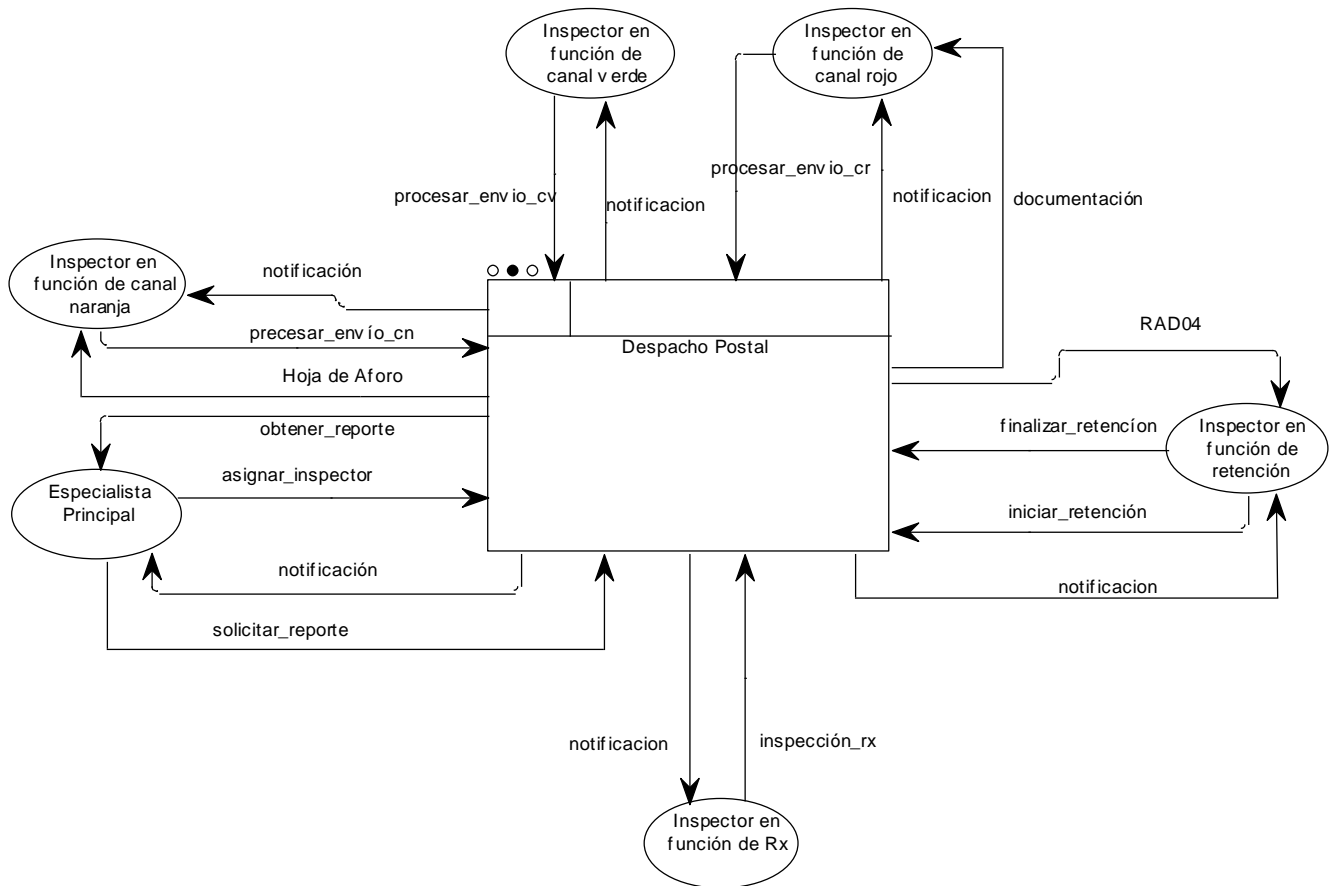 Inspector en
función de
canal verde
Inspector en
función de
canal rojo
procesar_envio_cv
notificacion
procesar_envio_cr
notificacion
documentación
Inspector en
función de canal
naranja
notificación
precesar_envío_cn
Hoja de Aforo
Despacho Postal
RAD04
obtener_reporte
finalizar_retencíon
Inspector en
función de
retención
Especialista
Principal
asignar_inspector
iniciar_retención
notificación
notificacion
solicitar_reporte
notificacion
inspección_rx
Inspector en
función de Rx